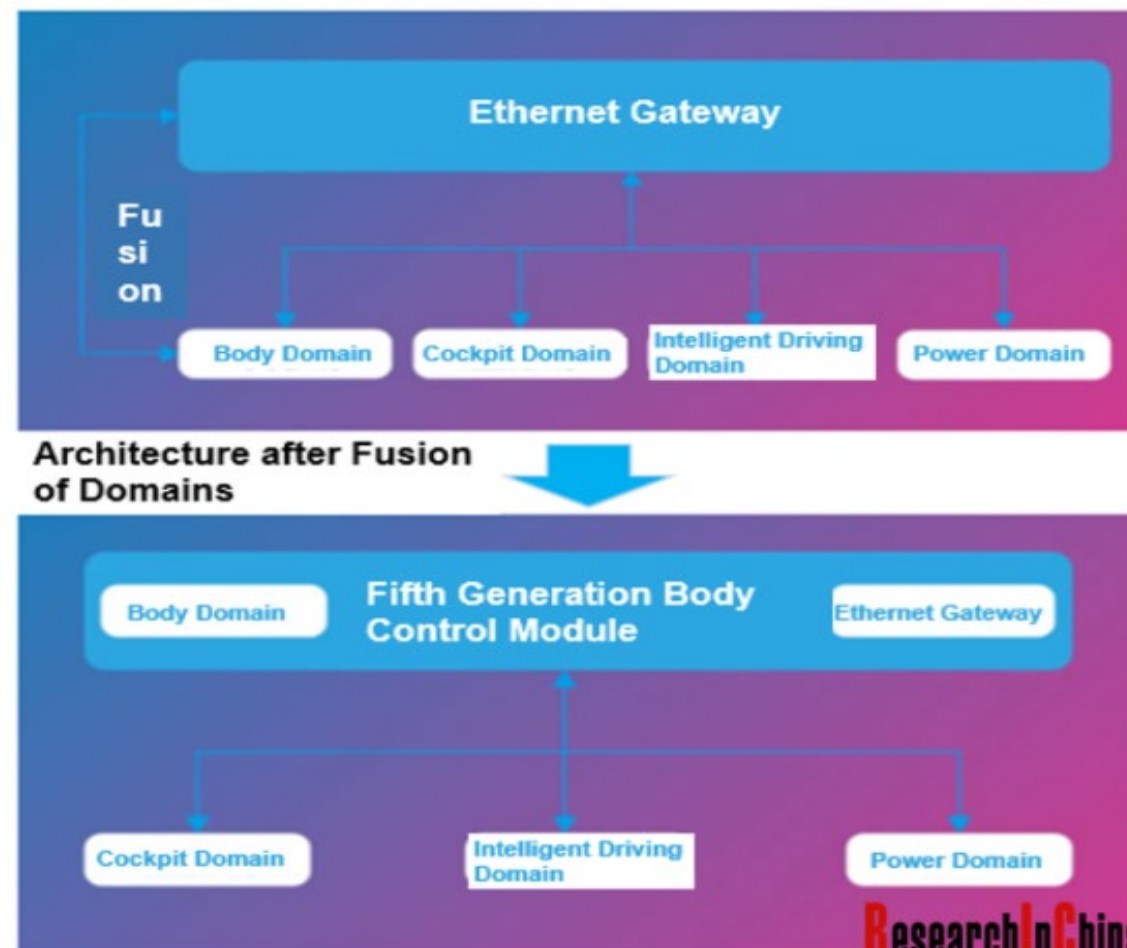 Ethernet Gateway
Fu
si
on
Body Domain
Cockpit Domain
Intelligent Driving
Domain
Power Domain
Architecture after Fusion
of Domains
Body Domain
Fifth Generation Body
Control Module
Ethernet Gateway
Cockpit Domain
Intelligent Driving
Domain
Power Domain
ResearchInChina